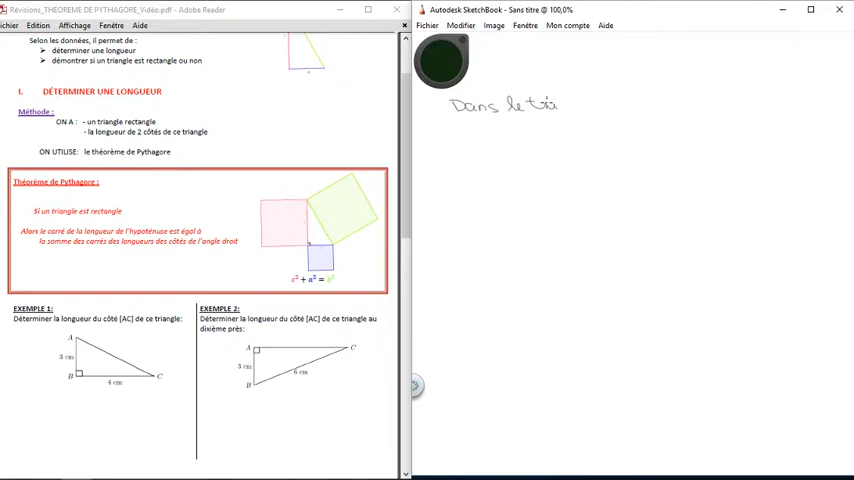 Révisions_THEOREME DE PYTHAGORE_Vidéo.pdf - Adobe Reader
Fichier Edition Affichage Fenêtre Aide
Selon les données, il permet de :
déterminer une longueur
démontrer si un triangle est rectangle ou non
I. DÉTERMINER UNE LONGUEUR
Méthode :
ON A : - un triangle rectangle
- la longueur de 2 côtés de ce triangle
ON UTILISE: le théorème de Pythagore
Théorème de Pythagore :
Si un triangle est rectangle
Alors le carré de la longueur de l'hypoténuse est égal à
la somme des carrés des longueurs des côtés de l'angle droit
c² + a² = b²
EXEMPLE 1:
Déterminer la longueur du côté [AC] de ce triangle:
A
3 cm
B
C
4 cm
EXEMPLE 2:
Déterminer la longueur du côté [AC] de ce triangle au
dixième près:
A
C
3 cm
6 cm
B
Autodesk SketchBook - Sans titre @ 100,0%
Fichier Modifier Image Fenêtre Mon compte Aide
Dans le